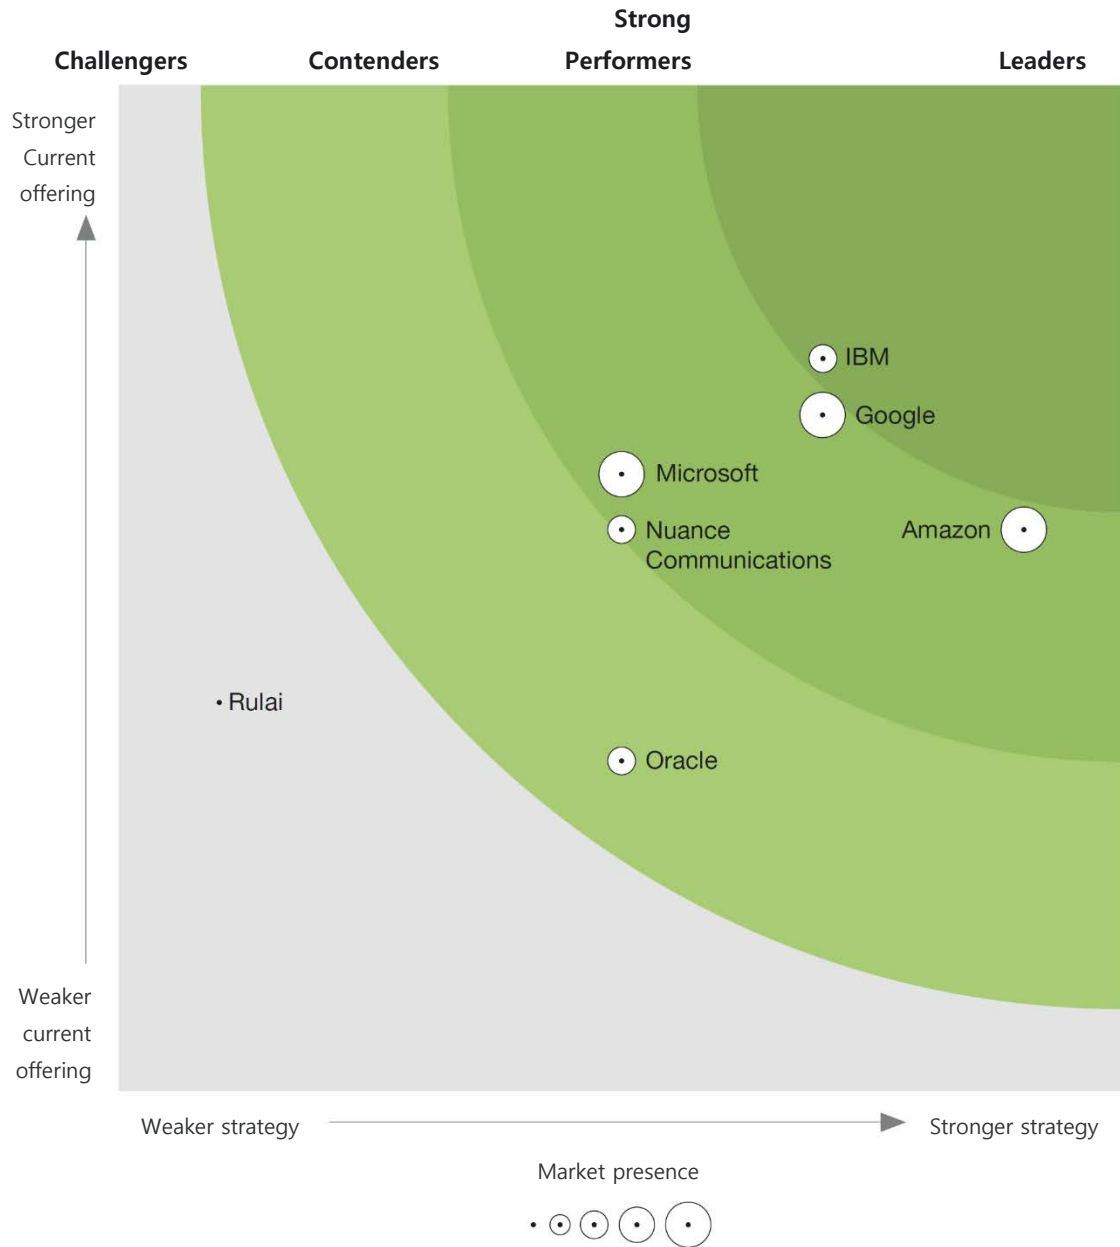 Strong
Challengers Contenders Performers Leaders
Stronger
Current
offering
IBM
Google
Microsoft
Nuance
Communications
Amazon
Rulai
Oracle
Weaker
current
offering
Weaker strategy Stronger strategy
Market presence